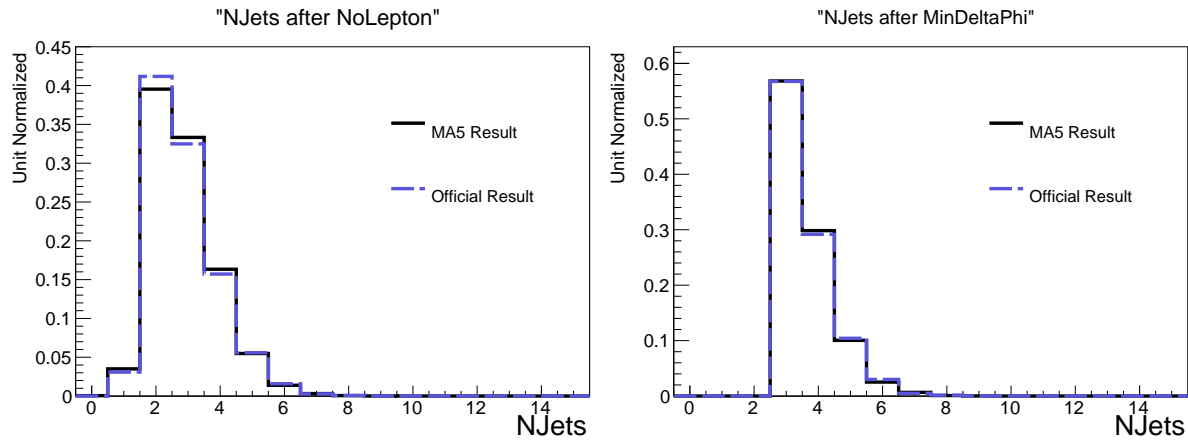 "NJets after NoLepton"
Unit Normalized
0.45
0.4
0.35
0.3
0.25
0.2
0.15
0.1
0.05
0
MA5 Result
Official Result
0 2 4 6 8 10 12 14
NJets
"NJets after MinDeltaPhi"
Unit Normalized
0.6
0.5
0.4
0.3
0.2
0.1
0
MA5 Result
Official Result
0 2 4 6 8 10 12 14
NJets